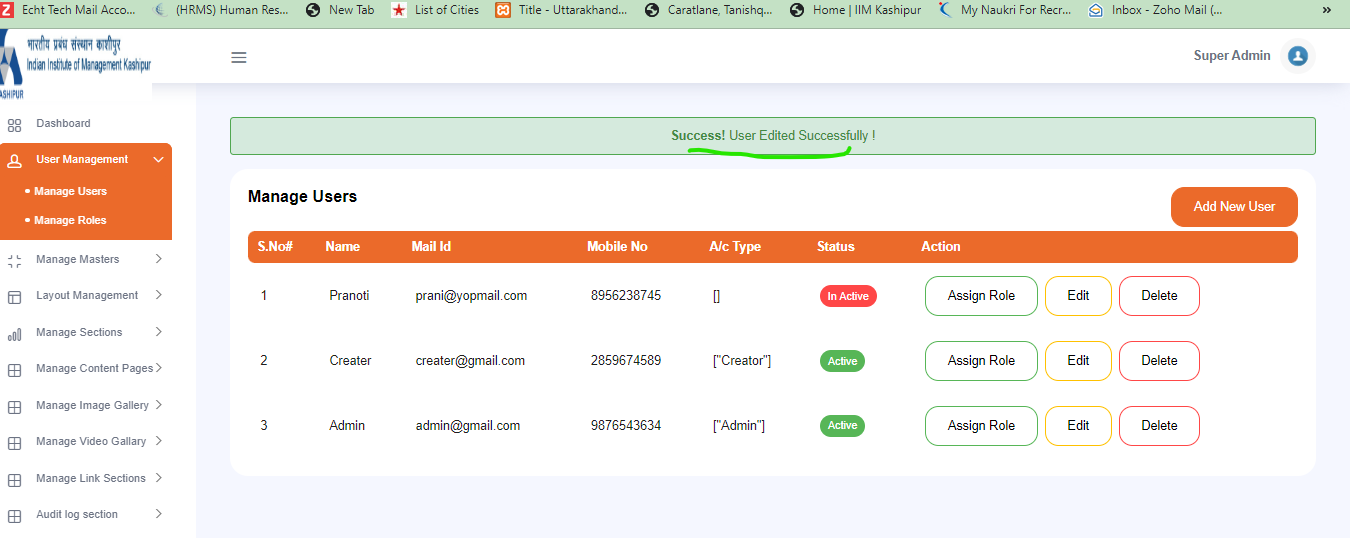 Echt Tech Mail Acco... (HRMS) Human Res... New Tab List of Cities Title - Uttarakhand... Caratlane, Tanishq... Home | IIM Kashipur My Naukri For Recr... Inbox - Zoho Mail (... »
भारतीय प्रबंध संस्थान काशीपुर
Indian Institute of Management Kashipur
KASHIPUR
Super Admin
Dashboard
User Management
Manage Users
Manage Roles
Manage Masters
Layout Management
Manage Sections
Manage Content Pages
Manage Image Gallery
Manage Video Gallary
Manage Link Sections
Audit log section
Success! User Edited Successfully !
Manage Users
Add New User
S.No# Name Mail Id Mobile No A/c Type Status Action
1 Pranoti prani@yopmail.com 8956238745 [] In Active Assign Role Edit Delete
2 Creater creater@gmail.com 2859674589 ["Creator"] Active Assign Role Edit Delete
3 Admin admin@gmail.com 9876543634 ["Admin"] Active Assign Role Edit Delete